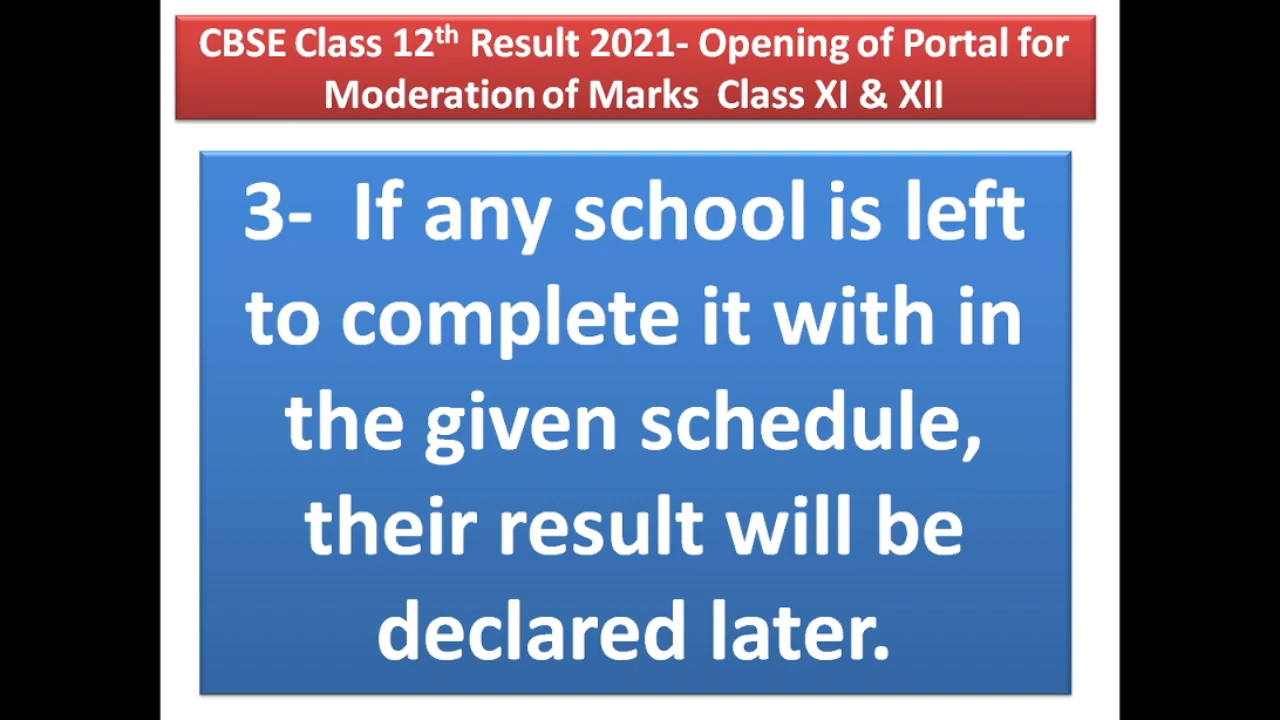 CBSE Class 12th Result 2021- Opening of Portal for
Moderation of Marks Class XI & XII
3- If any school is left
to complete it with in
the given schedule,
their result will be
declared later.